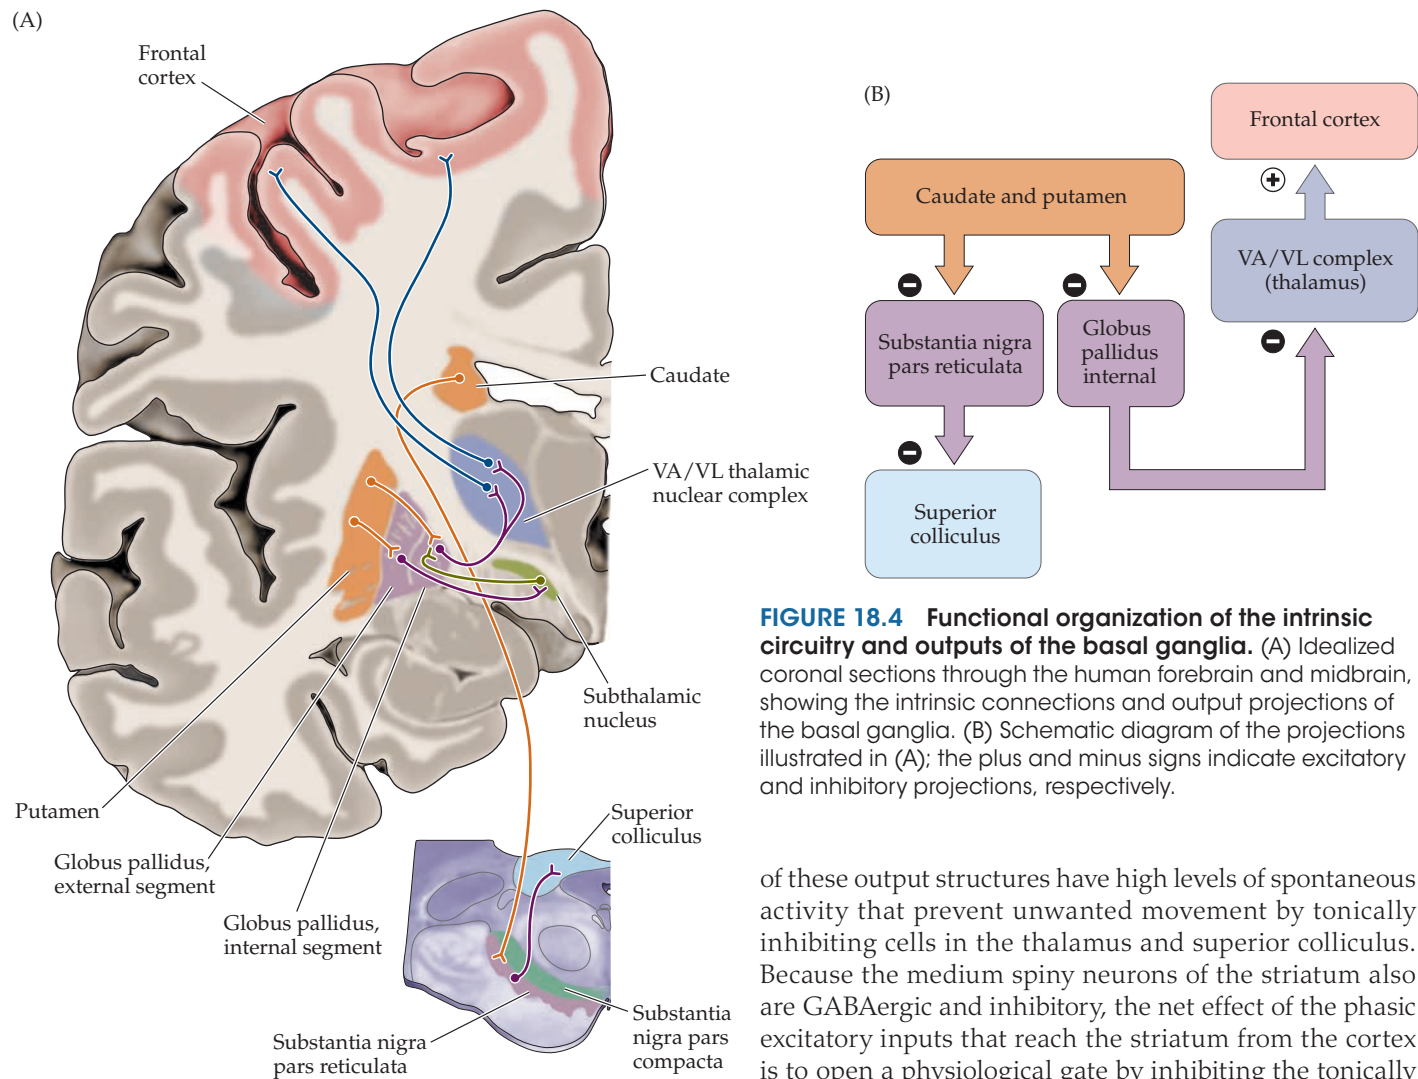 (A)
Frontal
cortex
Caudate
VA/VL thalamic
nuclear complex
Subthalamic
nucleus
Putamen
Globus pallidus,
external segment
Globus pallidus,
internal segment
Superior
colliculus
Substantia nigra
pars reticulata
Substantia
nigra pars
compacta
(B)
Frontal cortex
+
Caudate and putamen
VA/VL complex
(thalamus)
−
−
−
Substantia nigra
pars reticulata
Globus
pallidus
internal
−
Superior
colliculus
FIGURE 18.4 Functional organization of the intrinsic
circuitry and outputs of the basal ganglia. (A) Idealized
coronal sections through the human forebrain and midbrain,
showing the intrinsic connections and output projections of
the basal ganglia. (B) Schematic diagram of the projections
illustrated in (A); the plus and minus signs indicate excitatory
and inhibitory projections, respectively.
of these output structures have high levels of spontaneous
activity that prevent unwanted movement by tonically
inhibiting cells in the thalamus and superior colliculus.
Because the medium spiny neurons of the striatum also
are GABAergic and inhibitory, the net effect of the phasic
excitatory inputs that reach the striatum from the cortex
is to open a physiological gate by inhibiting the tonically